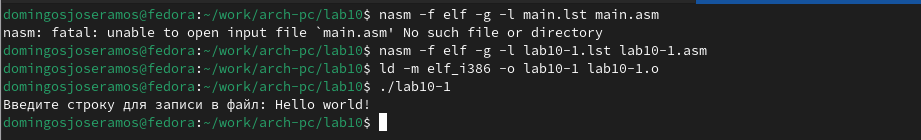 domingosjoseramos@fedora:~/work/arch-pc/lab10$ nasm -f elf -g -l main.lst main.asm
nasm: fatal: unable to open input file `main.asm' No such file or directory
domingosjoseramos@fedora:~/work/arch-pc/lab10$ nasm -f elf -g -l lab10-1.lst lab10-1.asm
domingosjoseramos@fedora:~/work/arch-pc/lab10$ ld -m elf_i386 -o lab10-1 lab10-1.o
domingosjoseramos@fedora:~/work/arch-pc/lab10$ ./lab10-1
Введите строку для записи в файл: Hello world!
domingosjoseramos@fedora:~/work/arch-pc/lab10$